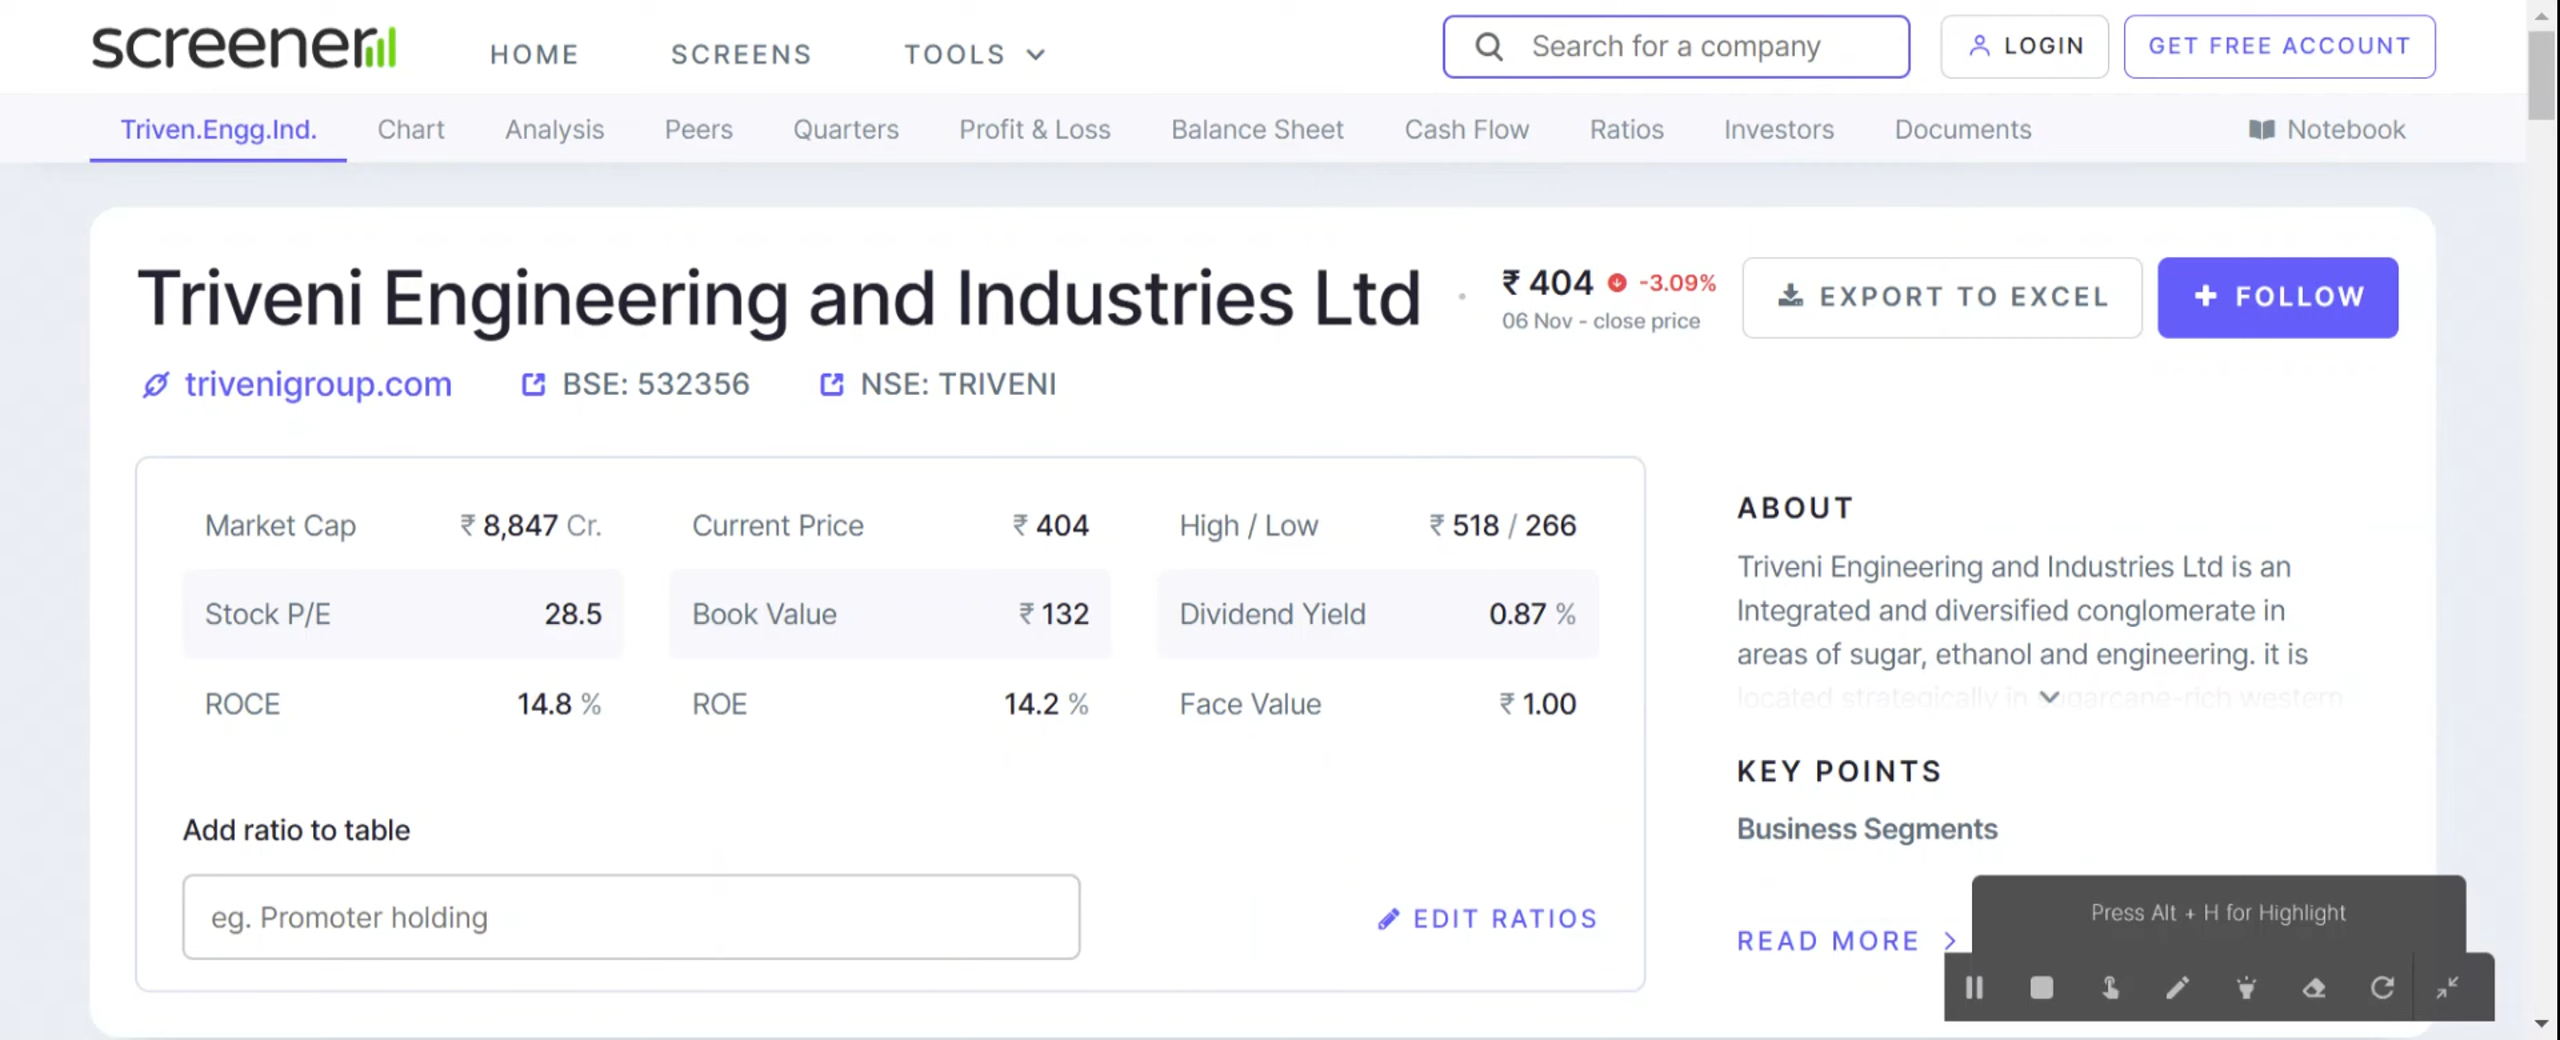 screener
HOME SCREENS TOOLS
Search for a company
LOGIN
GET FREE ACCOUNT
Triven.Engg.Ind. Chart Analysis Peers Quarters Profit & Loss Balance Sheet Cash Flow Ratios Investors Documents Notebook
Triveni Engineering and Industries Ltd
₹ 404 -3.09%
06 Nov - close price
EXPORT TO EXCEL
+ FOLLOW
trivenigroup.com BSE: 532356 NSE: TRIVENI
Market Cap ₹ 8,847 Cr. Current Price ₹ 404 High / Low ₹ 518 / 266
Stock P/E 28.5 Book Value ₹ 132 Dividend Yield 0.87 %
ROCE 14.8 % ROE 14.2 % Face Value ₹ 1.00
Add ratio to table
eg. Promoter holding
EDIT RATIOS
ABOUT
Triveni Engineering and Industries Ltd is an
Integrated and diversified conglomerate in
areas of sugar, ethanol and engineering. it is
located strategically in sugarcane-rich western
KEY POINTS
Business Segments
READ MORE
Press Alt + H for Highlight